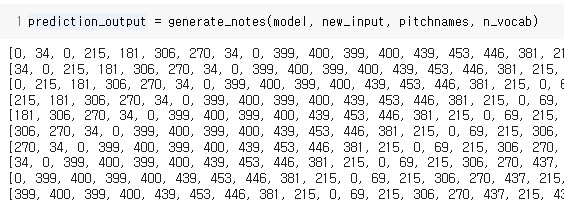 1 prediction_output = generate_notes(model, new_input, pitchnames, n_vocab)
[0, 34, 0, 215, 181, 306, 270, 34, 0, 399, 400, 399, 400, 439, 453, 446, 381, 21
[34, 0, 215, 181, 306, 270, 34, 0, 399, 400, 399, 400, 439, 453, 446, 381, 215,
[0, 215, 181, 306, 270, 34, 0, 399, 400, 399, 400, 439, 453, 446, 381, 215, 0, 6
[215, 181, 306, 270, 34, 0, 399, 400, 399, 400, 439, 453, 446, 381, 215, 0, 69,
[181, 306, 270, 34, 0, 399, 400, 399, 400, 439, 453, 446, 381, 215, 0, 69, 215,
[306, 270, 34, 0, 399, 400, 399, 400, 439, 453, 446, 381, 215, 0, 69, 215, 306,
[270, 34, 0, 399, 400, 399, 400, 439, 453, 446, 381, 215, 0, 69, 215, 306, 270,
[34, 0, 399, 400, 399, 400, 439, 453, 446, 381, 215, 0, 69, 215, 306, 270, 437,
[0, 399, 400, 399, 400, 439, 453, 446, 381, 215, 0, 69, 215, 306, 270, 437, 215,
[399, 400, 399, 400, 439, 453, 446, 381, 215, 0, 69, 215, 306, 270, 437, 215,